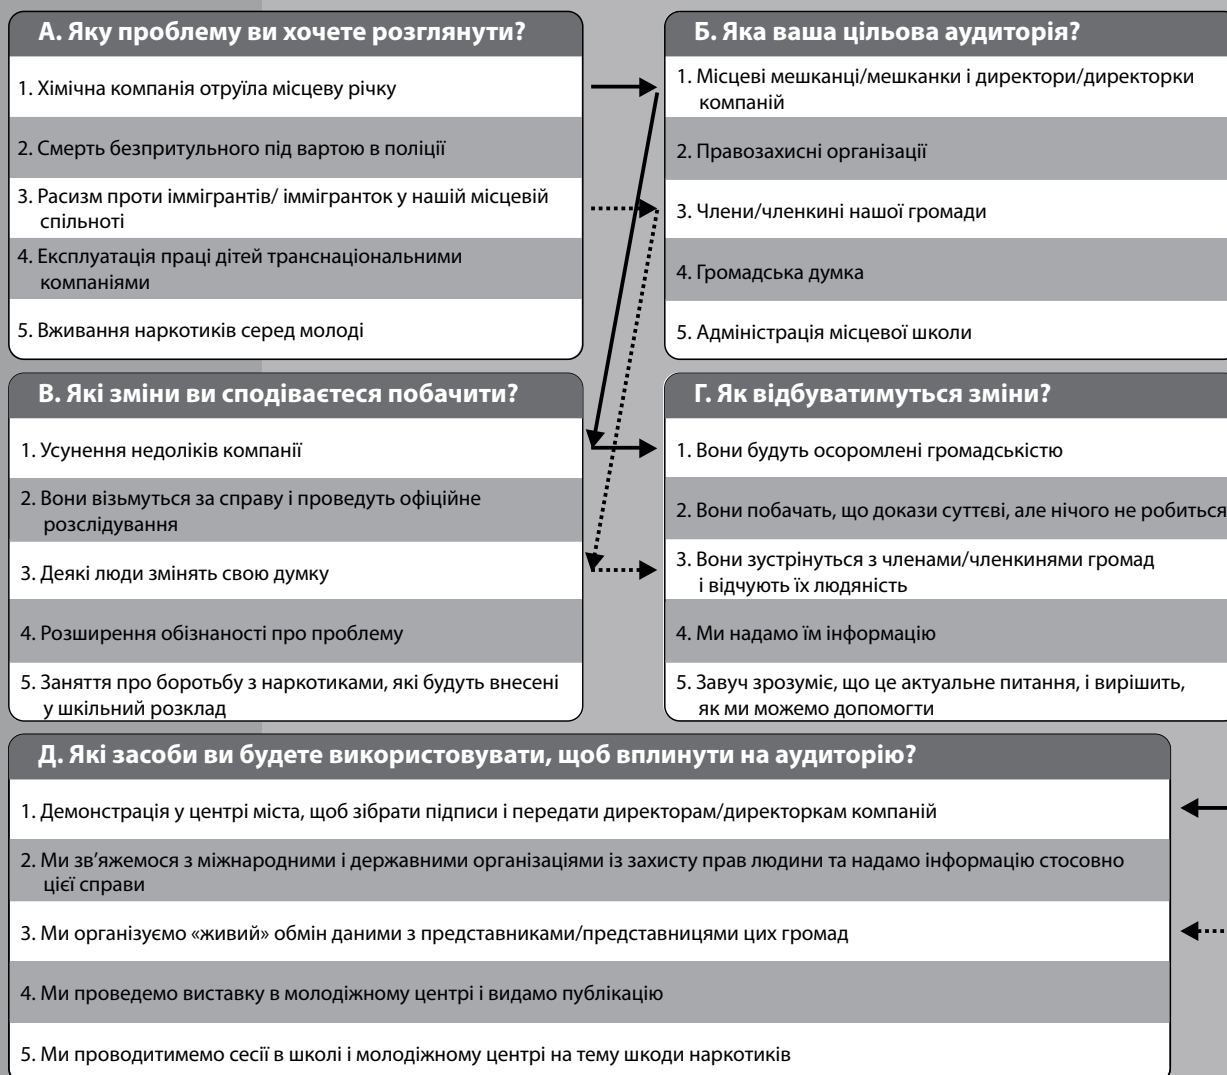 А. Яку проблему ви хочете розглянути?
1. Хімічна компанія отруїла місцеву річку
2. Смерть безпритульного під вартою в поліції
3. Расизм проти іммігрантів/ іммігранток у нашій місцевій
спільноті
4. Експлуатація праці дітей транснаціональними
компаніями
5. Вживання наркотиків серед молоді
Б. Яка ваша цільова аудиторія?
1. Місцеві мешканці/мешканки і директори/директорки
компаній
2. Правозахисні організації
3. Члени/членкині нашої громади
4. Громадська думка
5. Адміністрація місцевої школи
В. Які зміни ви сподіваєтеся побачити?
1. Усунення недоліків компанії
2. Вони візьмуться за справу і проведуть офіційне
розслідування
3. Деякі люди змінять свою думку
4. Розширення обізнаності про проблему
5. Заняття про боротьбу з наркотиками, які будуть внесені
у шкільний розклад
Г. Як відбуватимуться зміни?
1. Вони будуть осоромлені громадськістю
2. Вони побачать, що докази суттєві, але нічого не робиться
3. Вони зустрінуться з членами/членкинями громад
і відчують їх людяність
4. Ми надамо їм інформацію
5. Завуч зрозуміє, що це актуальне питання, і вирішить,
як ми можемо допомогти
Д. Які засоби ви будете використовувати, щоб вплинути на аудиторію?
1. Демонстрація у центрі міста, щоб зібрати підписи і передати директорам/директоркам компаній
2. Ми зв’яжемося з міжнародними і державними організаціями із захисту прав людини та надамо інформацію стосовно
цієї справи
3. Ми організуємо «живий» обмін даними з представниками/представницями цих громад
4. Ми проведемо виставку в молодіжному центрі і видамо публікацію
5. Ми проводитимемо сесії в школі і молодіжному центрі на тему шкоди наркотиків